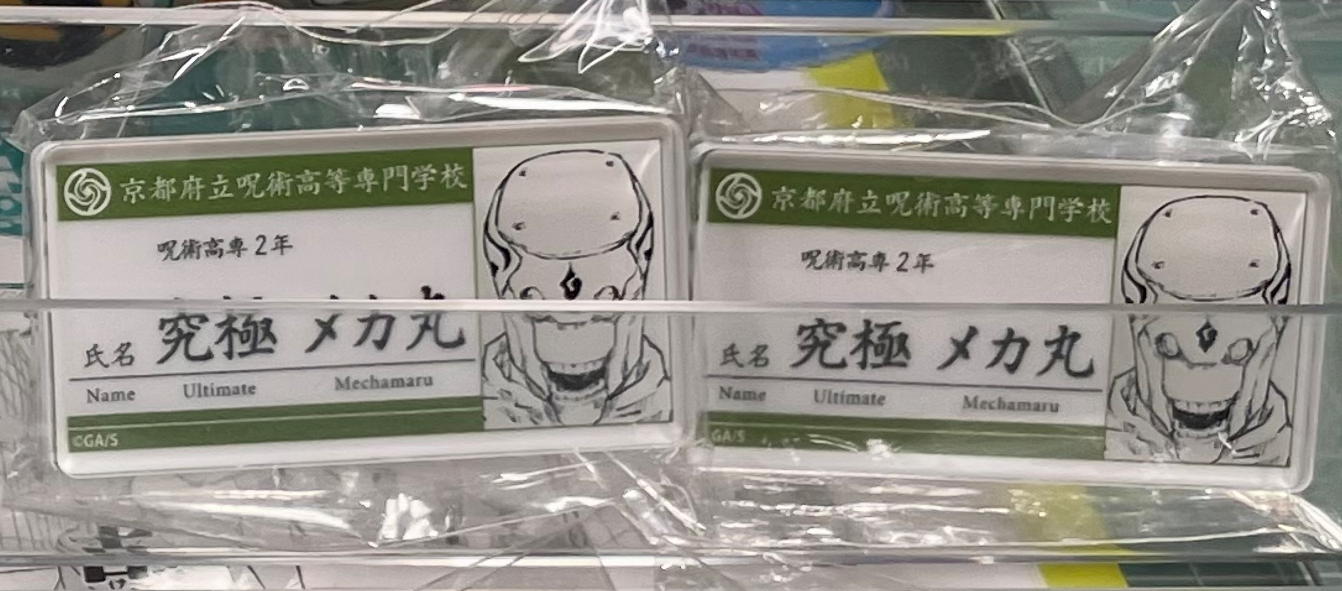 京都府立呪術高等専門学校
呪術高専2年
氏名 究極 メカ丸
Name Ultimate Mechamaru
©GA/S
京都府立呪術高等専門学校
呪術高専2年
氏名 究極 メカ丸
Name Ultimate Mechamaru
GA/S